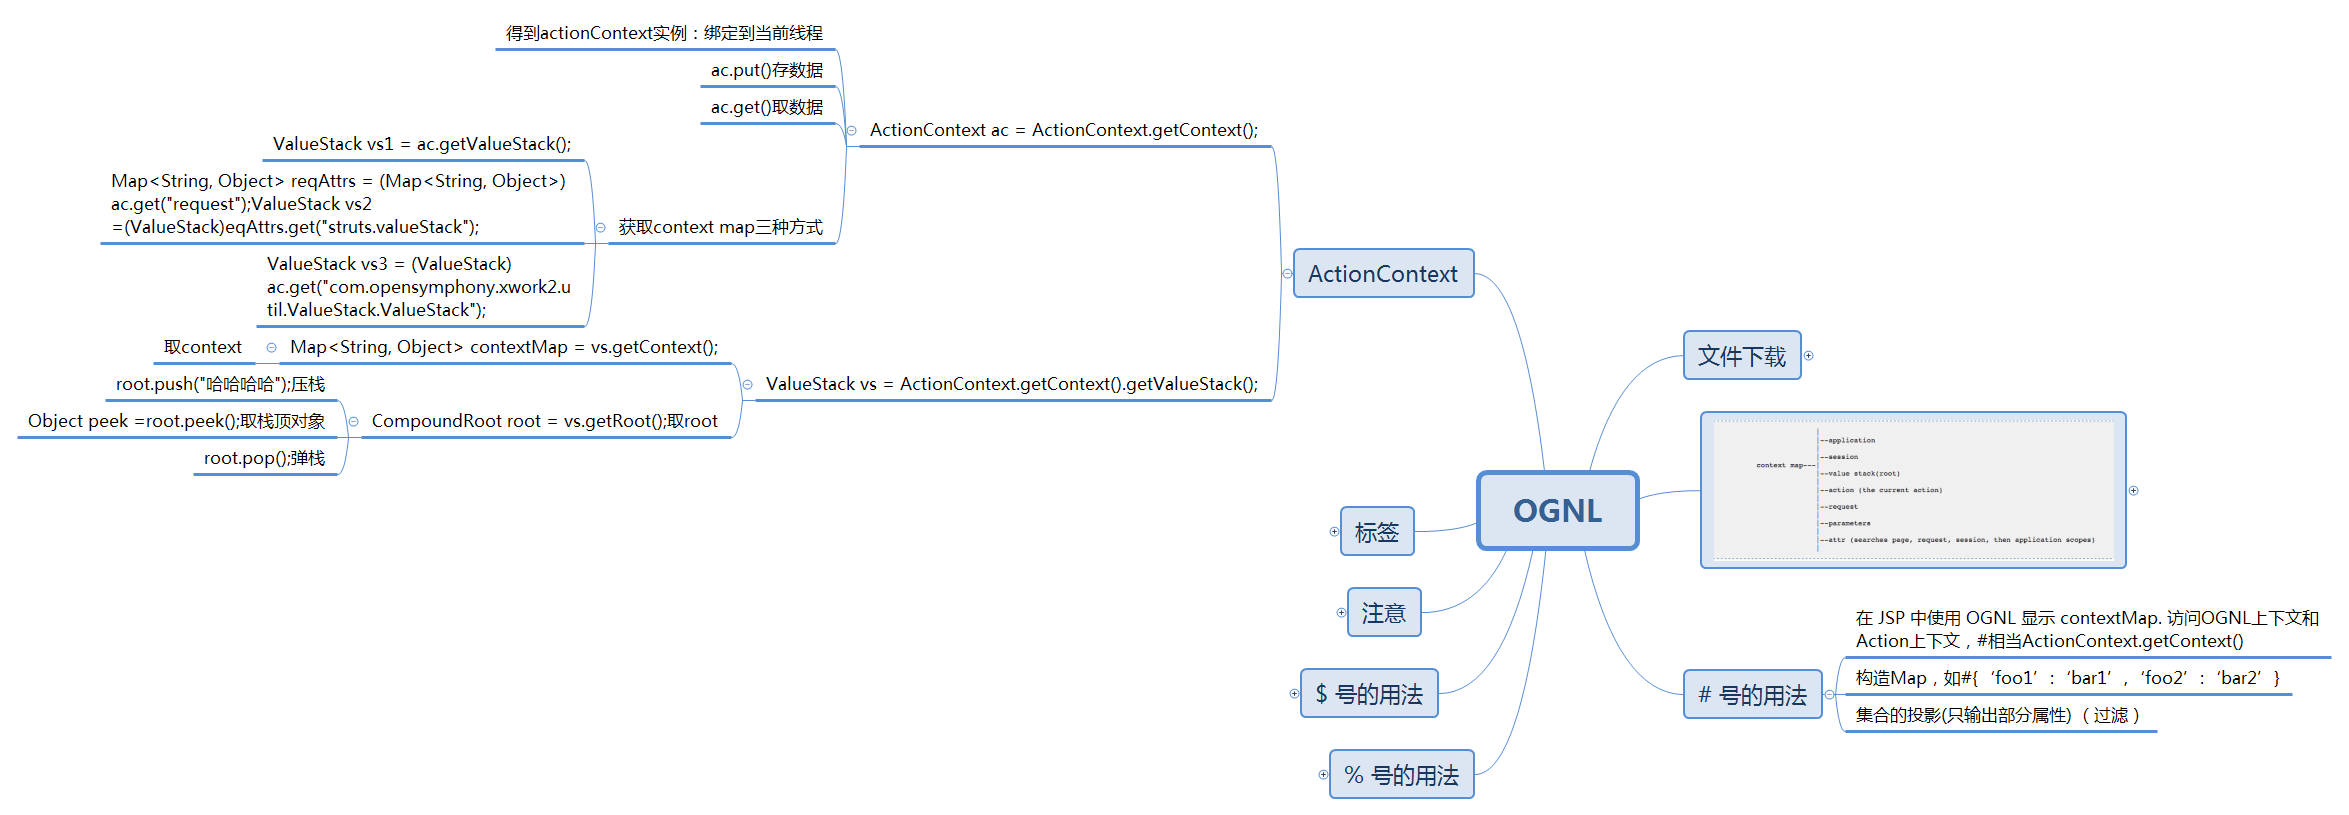 得到actionContext实例：绑定到当前线程
ac.put()存数据
ac.get()取数据
ActionContext ac = ActionContext.getContext();
ValueStack vs1 = ac.getValueStack();
Map<String, Object> reqAttrs = (Map<String, Object>)
ac.get("request");ValueStack vs2
=(ValueStack)eqAttrs.get("struts.valueStack");
获取context map三种方式
ValueStack vs3 = (ValueStack)
ac.get("com.opensymphony.xwork2.u
til.ValueStack.ValueStack");
ActionContext
取context
Map<String, Object> contextMap = vs.getContext();
root.push("哈哈哈哈");压栈
ValueStack vs = ActionContext.getContext().getValueStack();
Object peek =root.peek();取栈顶对象
CompoundRoot root = vs.getRoot();取root
root.pop();弹栈
文件下载
--application
--session
context map---
--value stack(root)
--action (the current action)
--request
--parameters
--attr (searches page, request, session, then application scopes)
OGNL
标签
注意
$ 号的用法
% 号的用法
# 号的用法
在 JSP 中使用 OGNL 显示 contextMap. 访问OGNL上下文和
Action上下文，#相当ActionContext.getContext()
构造Map，如#{‘foo1’:‘bar1’,‘foo2’:‘bar2’}
集合的投影(只输出部分属性)（过滤）